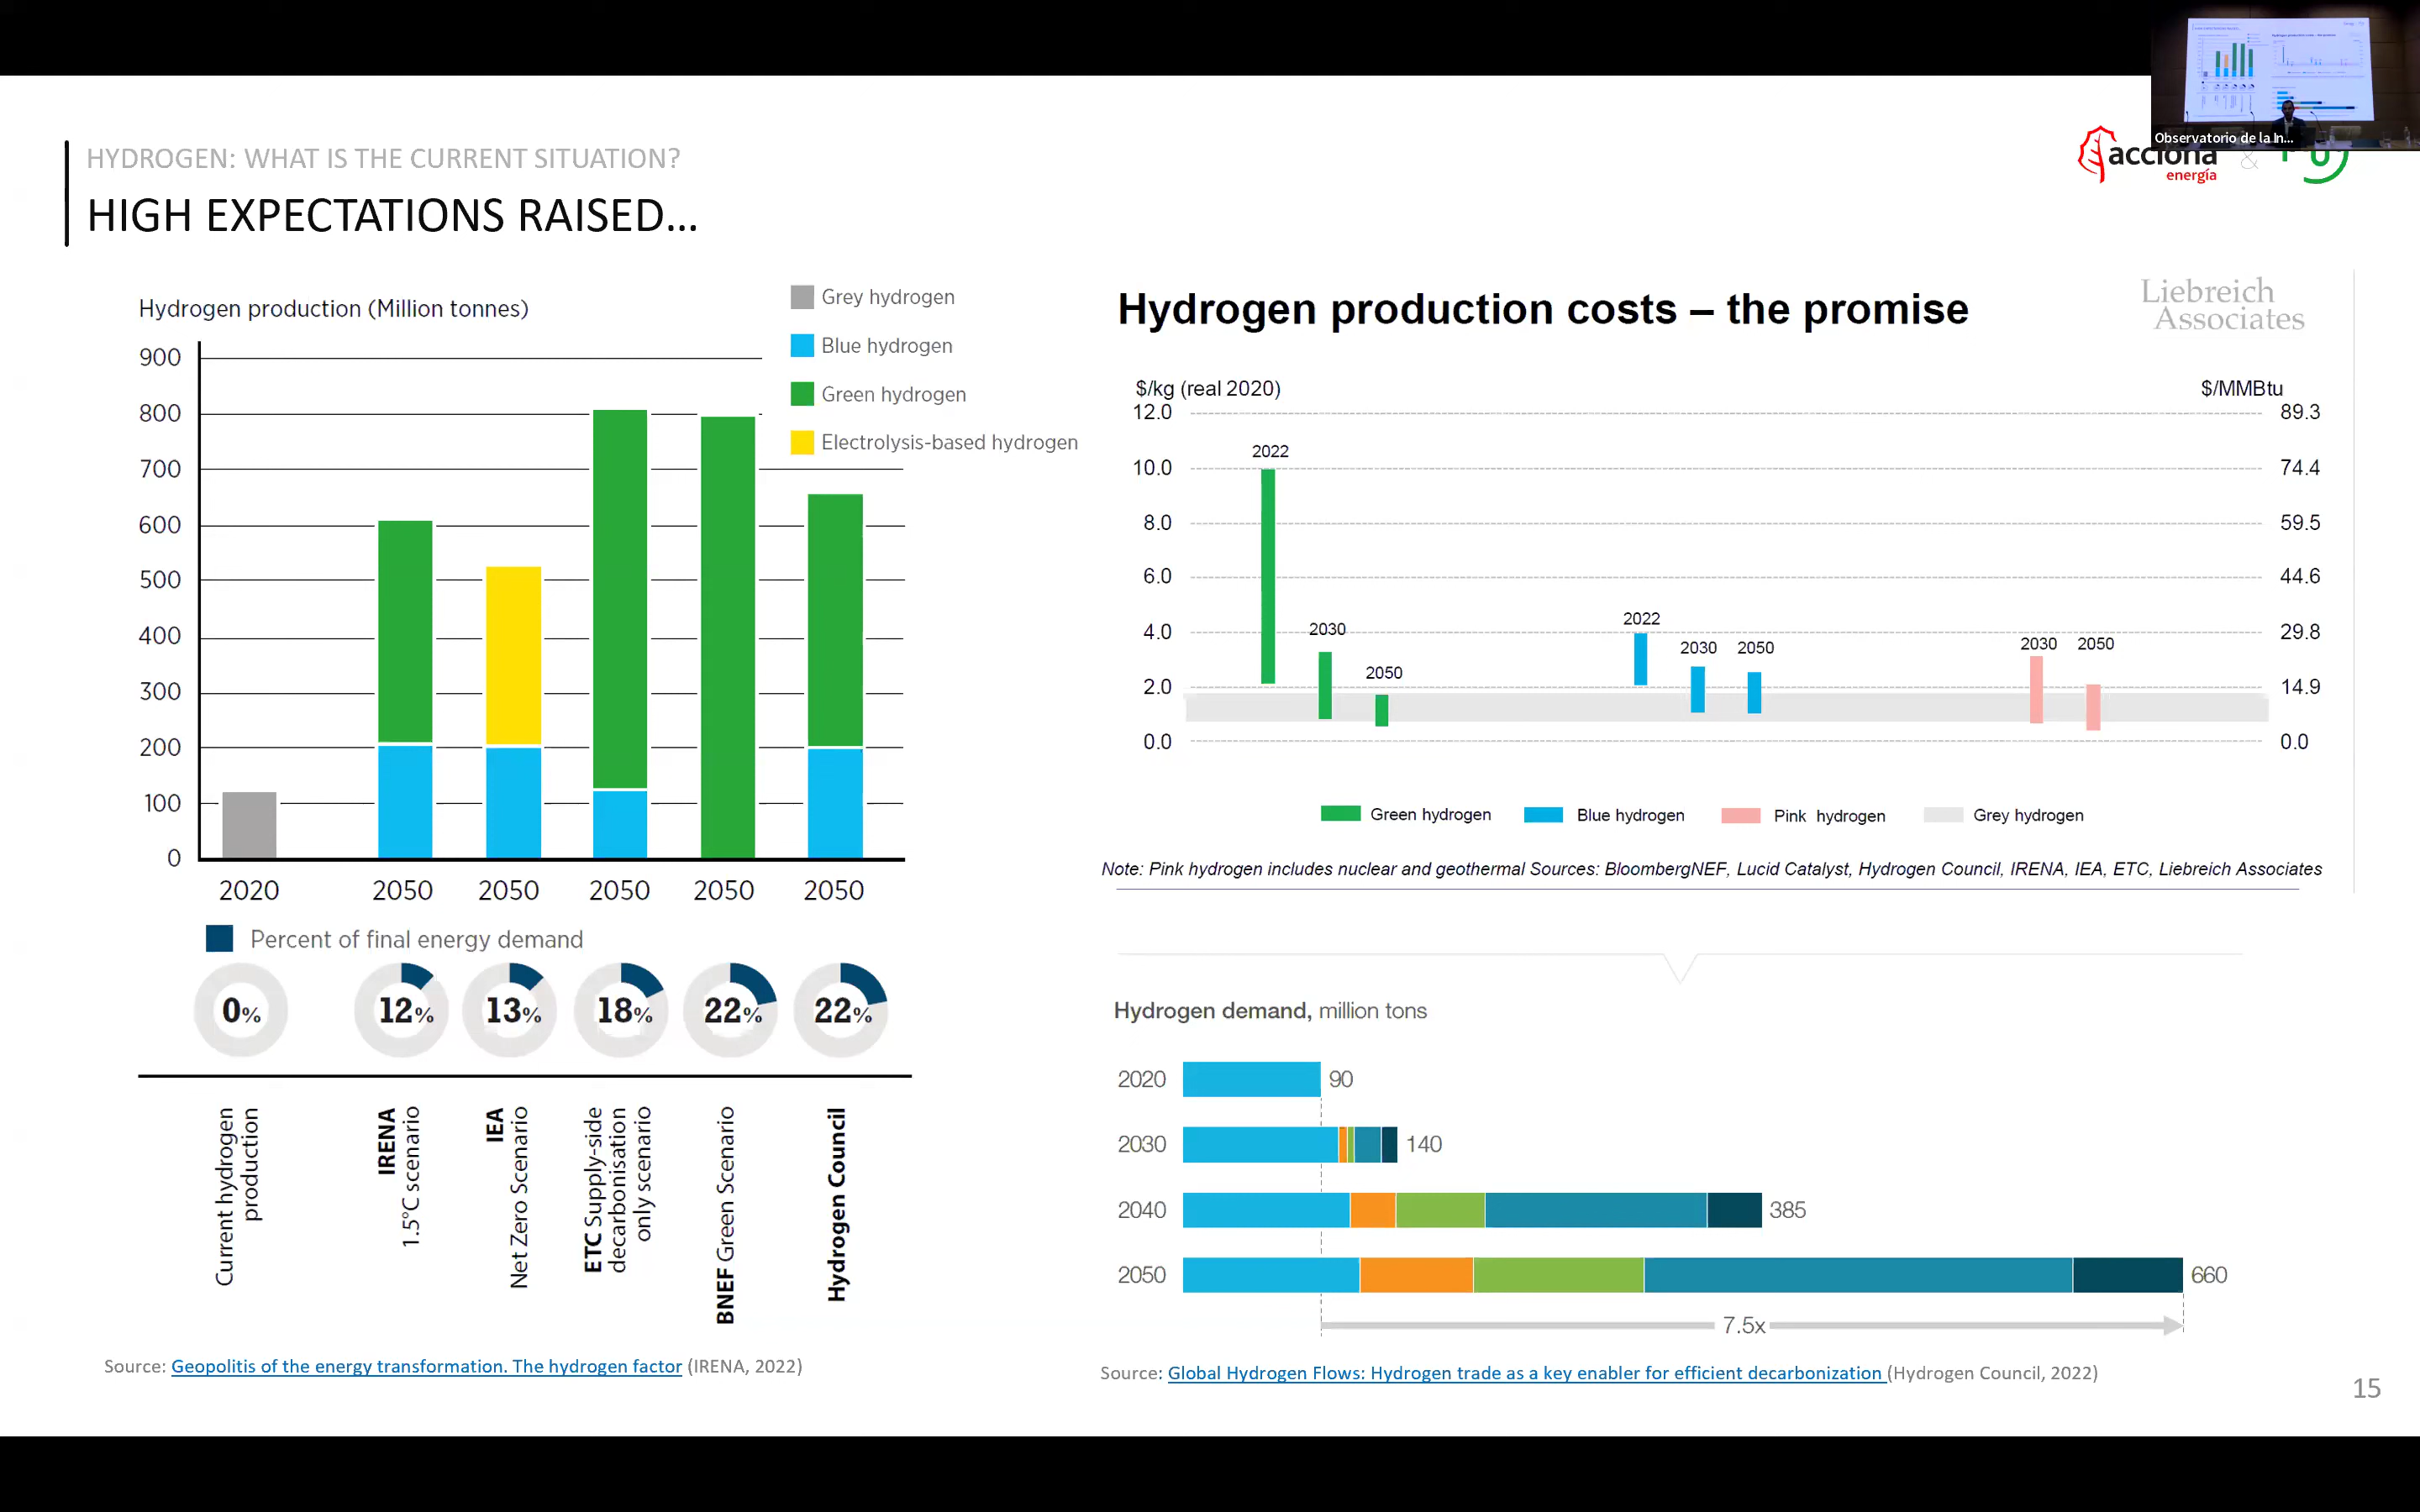 Observatorio de la In...
HYDROGEN: WHAT IS THE CURRENT SITUATION?
HIGH EXPECTATIONS RAISED...
acciona
energía
&
Hydrogen production (Million tonnes)
Grey hydrogen
Blue hydrogen
Green hydrogen
Electrolysis-based hydrogen
900
800
700
600
500
400
300
200
100
0
2020 2050 2050 2050 2050 2050
Percent of final energy demand
0% 12% 13% 18% 22% 22%
Current hydrogen
production
IRENA
1.5°C scenario
IEA
Net Zero Scenario
ETC Supply-side
decarbonisation
only scenario
BNEF Green Scenario
Hydrogen Council
Source: Geopolitis of the energy transformation. The hydrogen factor (IRENA, 2022)
Hydrogen production costs – the promise
Liebreich
Associates
$/kg (real 2020) $/MMBtu
12.0 89.3
10.0 74.4
8.0 59.5
6.0 44.6
4.0 29.8
2.0 14.9
0.0 0.0
2022
2030
2050
2022
2030 2050
2030 2050
Green hydrogen Blue hydrogen Pink hydrogen Grey hydrogen
Note: Pink hydrogen includes nuclear and geothermal Sources: BloombergNEF, Lucid Catalyst, Hydrogen Council, IRENA, IEA, ETC, Liebreich Associates
Hydrogen demand, million tons
2020 90
2030 140
2040 385
2050 660
7.5x
Source: Global Hydrogen Flows: Hydrogen trade as a key enabler for efficient decarbonization (Hydrogen Council, 2022)
15